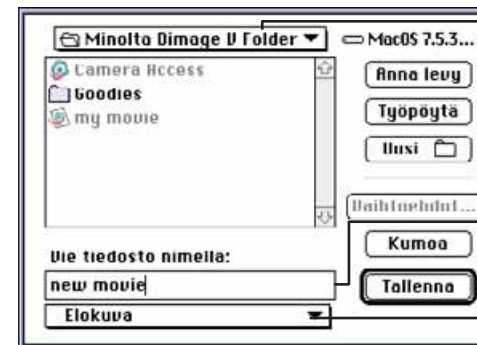 Minolta Dimage V Folder
MacOS 7.5.3...
Camera Access
Goodies
my movie
Anna levy
Työpöytä
Uusi
Vaihtoehdot...
Vie tiedosto nimellä:
new movie
Kumoa
Tallenna
Elokuva